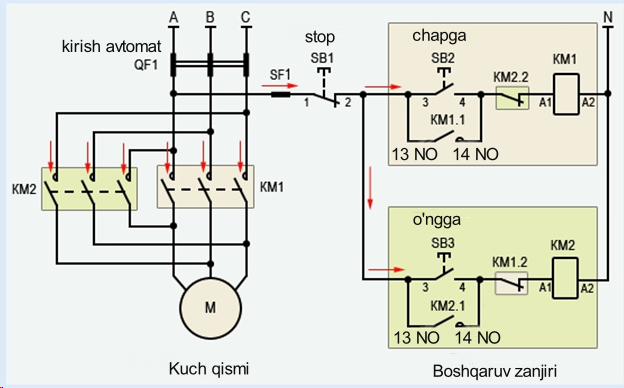 A B C N
kirish avtomat
QF1
SF1
stop
SB1
1 2
chapga
SB2
KM2.2
KM1
3 4
A1 A2
KM1.1
13 NO 14 NO
KM2
KM1
o'ngga
SB3
KM1.2
KM2
3 4
A1 A2
KM2.1
13 NO 14 NO
M
Kuch qismi
Boshqaruv zanjiri